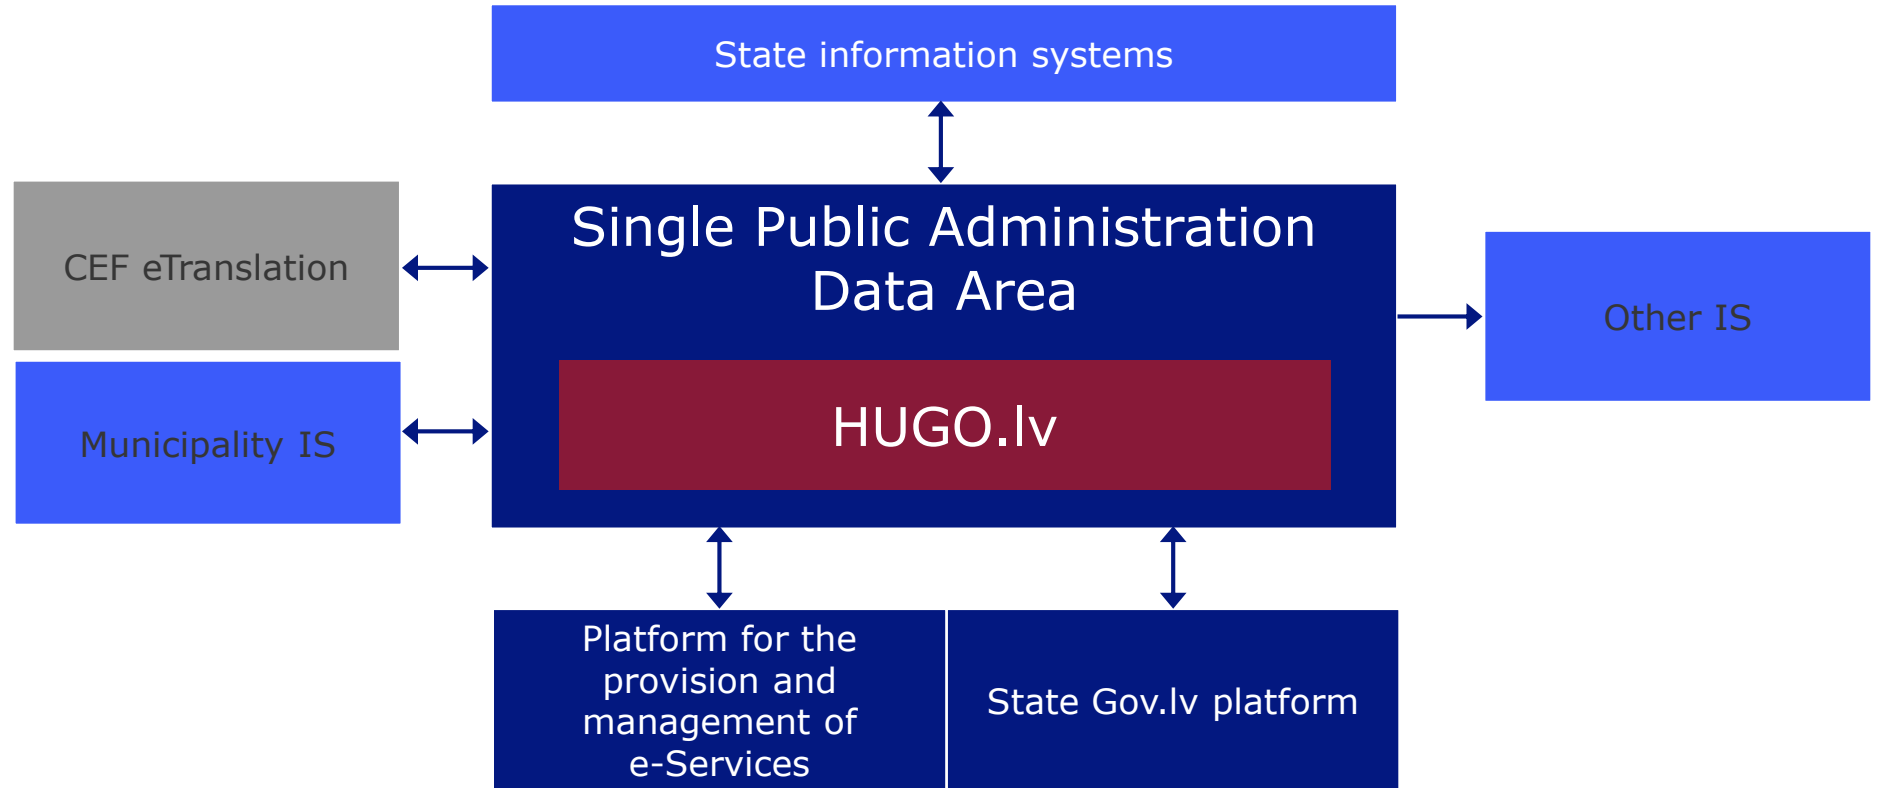 State information systems
Single Public Administration
Data Area
CEF eTranslation
Other IS
HUGO.lv
Municipality IS
Platform for the
provision and
management of
e-Services
State Gov.lv platform